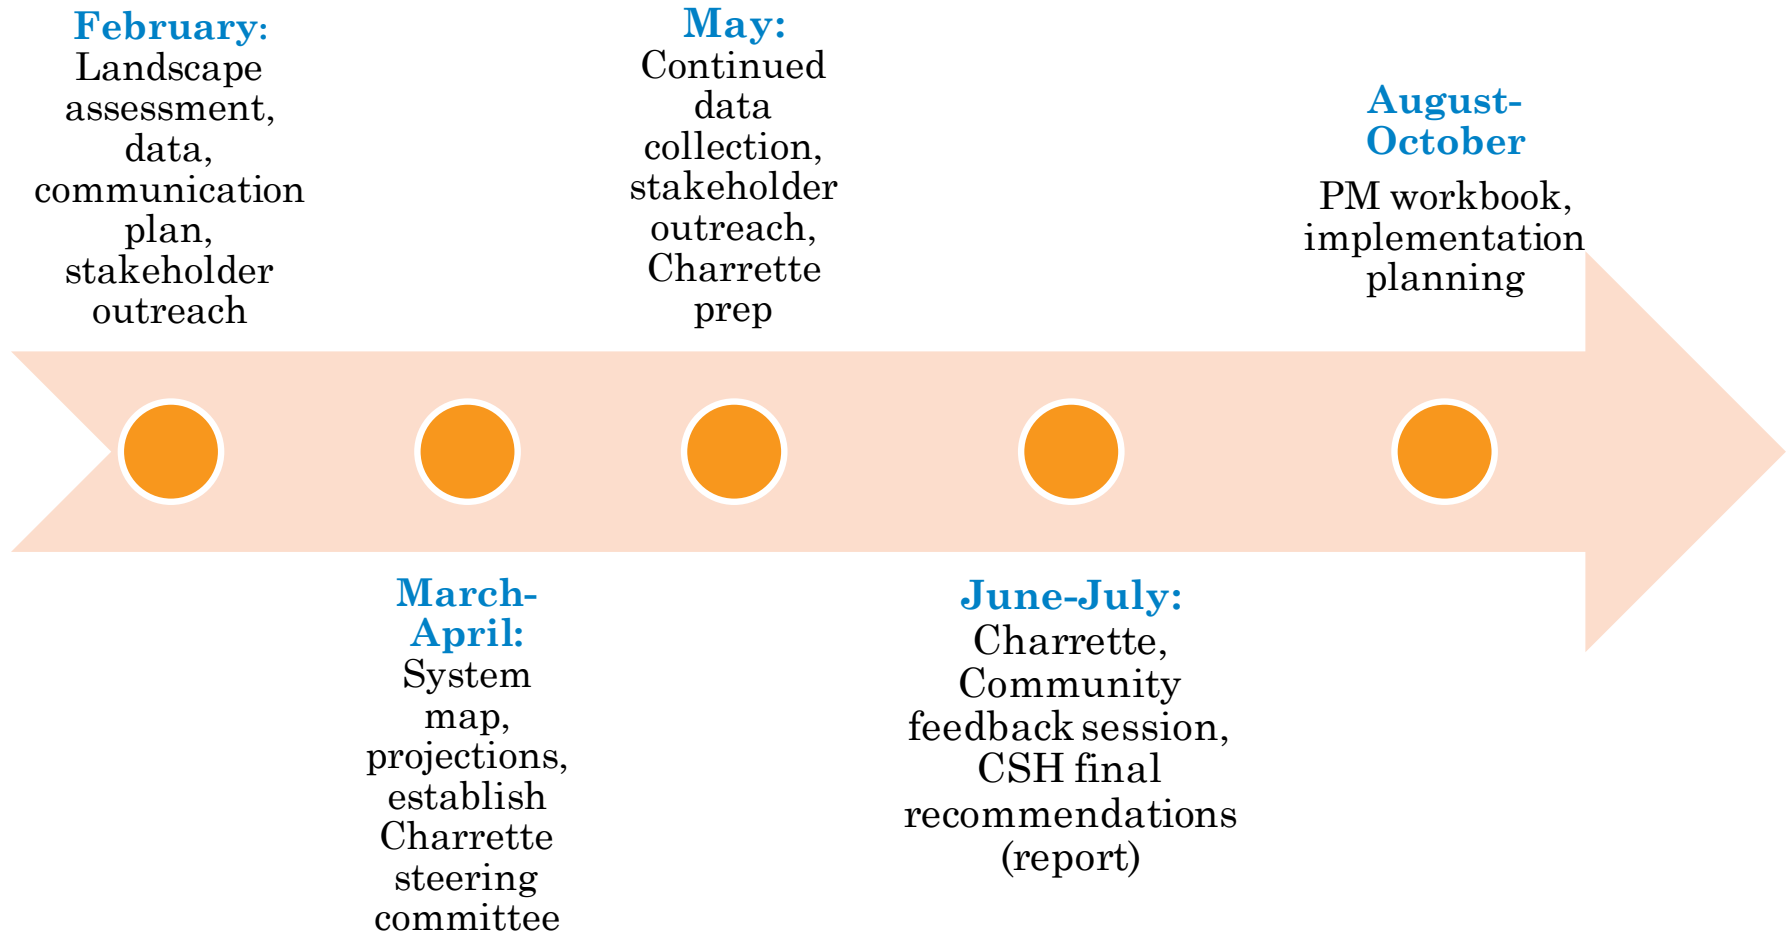 February:
Landscape
assessment,
data,
communication
plan,
stakeholder
outreach
March-
April:
System
map,
projections,
establish
Charrette
steering
committee
May:
Continued
data
collection,
stakeholder
outreach,
Charrette
prep
June-July:
Charrette,
Community
feedback session,
CSH final
recommendations
(report)
August-
October
PM workbook,
implementation
planning